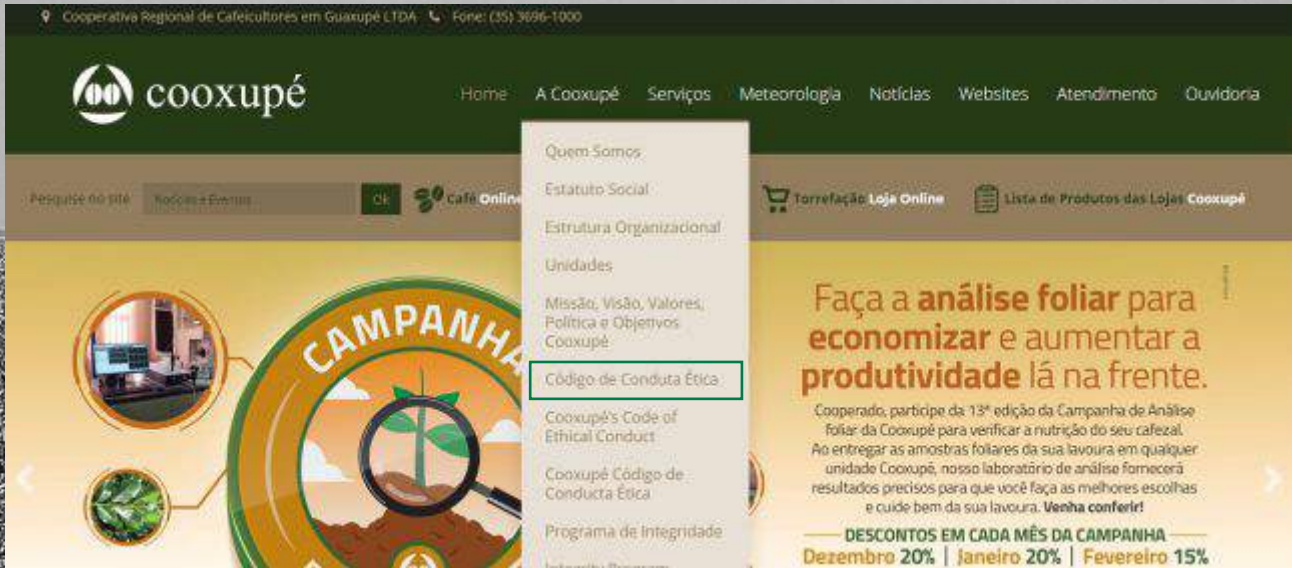 Cooperativa Regional de Cafeicultores em Guaxupé LTDA Fone: (35) 3696-1000
cooxupé
Home A Cooxupé Serviços Meteorologia Notícias Websites Atendimento Ouvidoria
Quem Somos
Estatuto Social
Estrutura Organizacional
Unidades
Missão, Visão, Valores,
Política e Objetivos
Cooxupé
Código de Conduta Ética
Cooxupé's Code of
Ethical Conduct
Cooxupé Código de
Conducta Ética
Programa de Integridade
Integrity Program
Pesquise no site Notícias e Eventos Ok Café Online Torrefação Loja Online Lista de Produtos das Lojas Cooxupé
CAMPANHA
Faça a análise foliar para
economizar e aumentar a
produtividade lá na frente.
Cooperado, participe da 13ª edição da Campanha de Análise
foliar da Cooxupé para verificar a nutrição do seu cafezal.
Ao entregar as amostras foliares da sua lavoura em qualquer
unidade Cooxupé, nosso laboratório de análise fornecerá
resultados precisos para que você faça as melhores escolhas
e cuide bem da sua lavoura. Venha conferir!
DESCONTOS EM CADA MÊS DA CAMPANHA
Dezembro 20% | Janeiro 20% | Fevereiro 15%